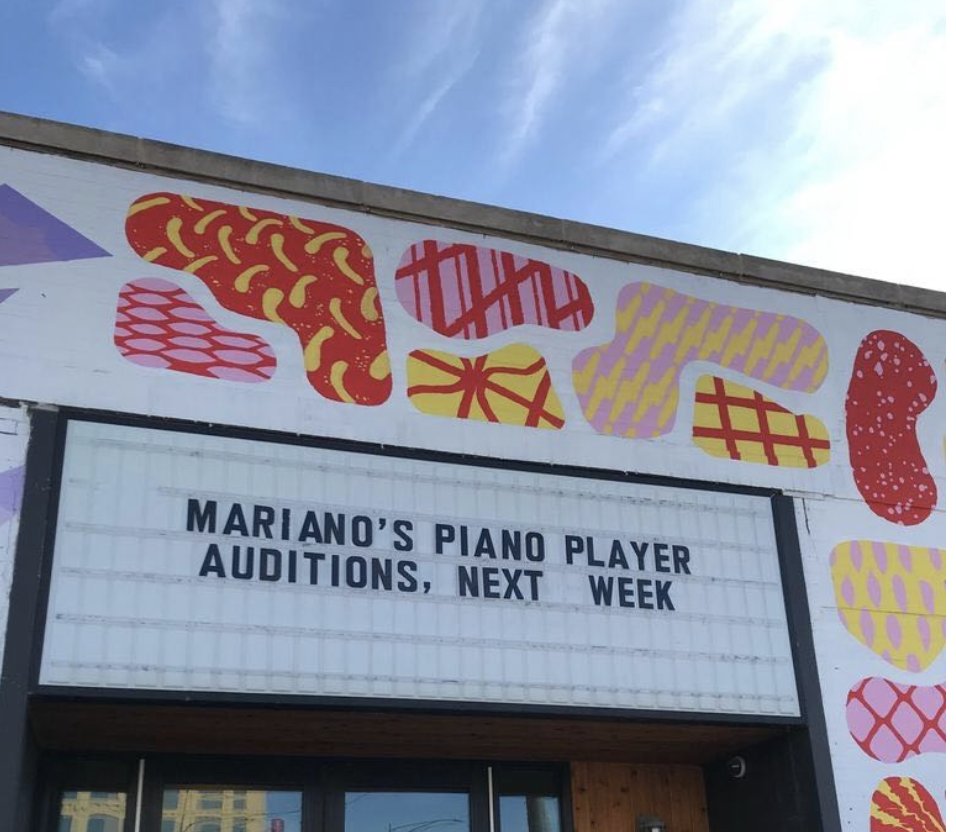 MARIANO'S PIANO PLAYER
AUDITIONS, NEXT WEEK